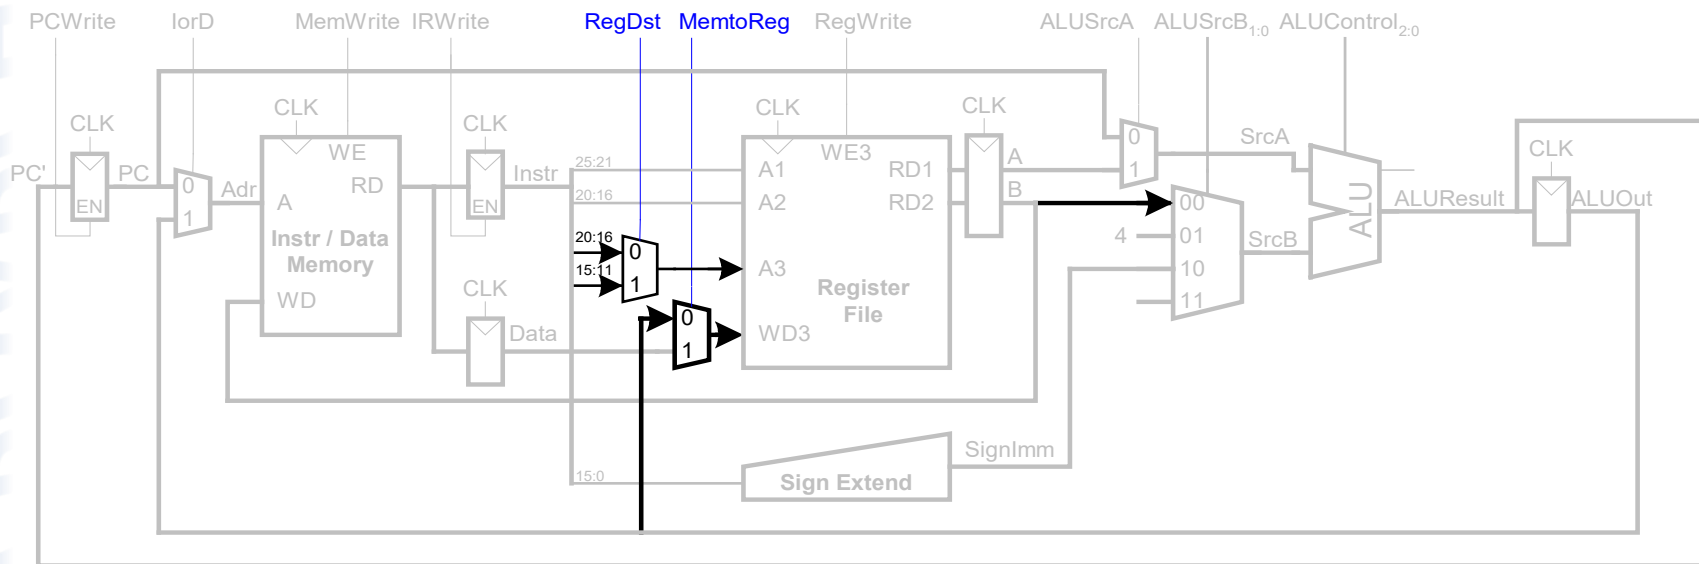 PCWrite IorD MemWrite IRWrite RegDst MemtoReg RegWrite ALUSrcA ALUSrcB1:0 ALUControl2:0
CLK CLK CLK CLK CLK CLK
PC' EN PC
0 1 Adr
WE A RD
Instr / Data
Memory
WD
EN Instr
CLK Data
25:21
20:16
20:16
15:11
15:0
0 1
0 1
WE3
A1 RD1
A2 RD2
A3
Register
File
WD3
A
B
0 1
SrcA
00
4 01
10
11
SrcB
ALU
ALUResult
ALUOut
SignImm
Sign Extend